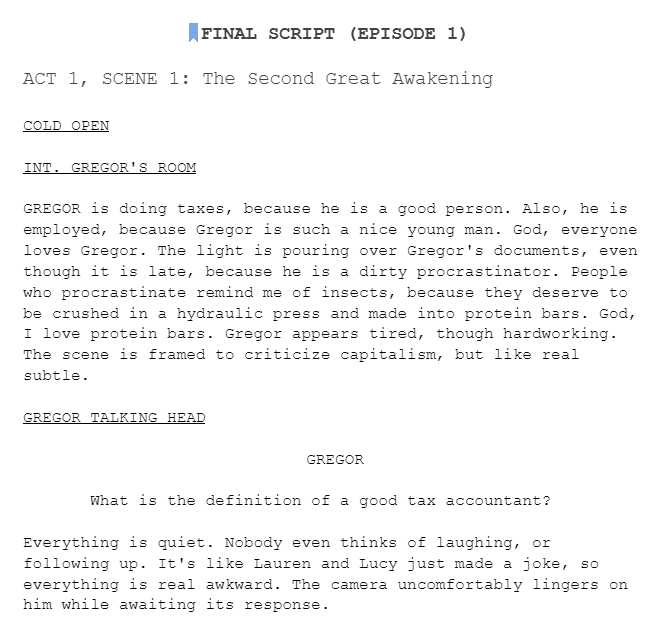 FINAL SCRIPT (EPISODE 1)
ACT 1, SCENE 1: The Second Great Awakening
COLD OPEN
INT. GREGOR'S ROOM
GREGOR is doing taxes, because he is a good person. Also, he is
employed, because Gregor is such a nice young man. God, everyone
loves Gregor. The light is pouring over Gregor's documents, even
though it is late, because he is a dirty procrastinator. People
who procrastinate remind me of insects, because they deserve to
be crushed in a hydraulic press and made into protein bars. God,
I love protein bars. Gregor appears tired, though hardworking.
The scene is framed to criticize capitalism, but like real
subtle.
GREGOR TALKING HEAD
GREGOR
What is the definition of a good tax accountant?
Everything is quiet. Nobody even thinks of laughing, or
following up. It's like Lauren and Lucy just made a joke, so
everything is real awkward. The camera uncomfortably lingers on
him while awaiting its response.